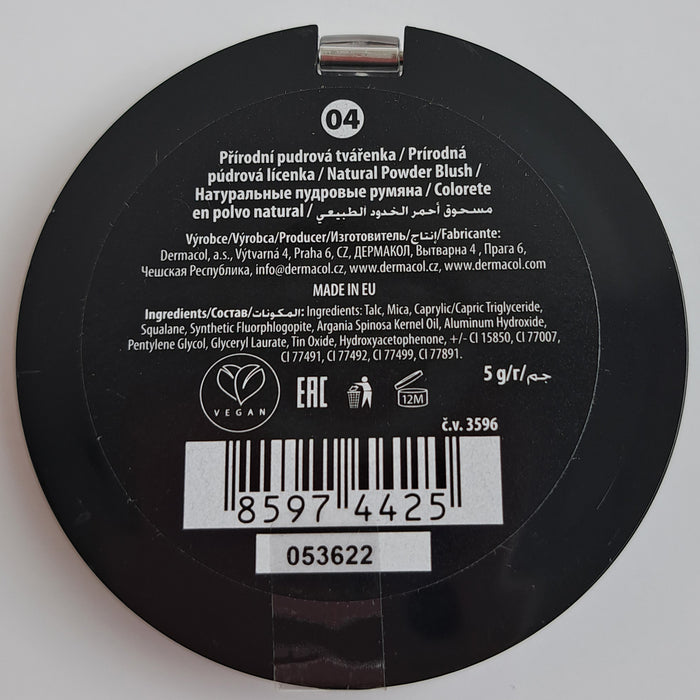 04
Přírodní pudrová tvářenka / Prírodná
púdrová lícenka / Natural Powder Blush /
Натуральные пудровые румяна / Colorete
en polvo natural / مسحوق أحمر الخدود الطبيعي
Výrobce/Výrobca/Producer/Изготовитель/إنتاج/Fabricante:
Dermacol, a.s., Výtvarná 4, Praha 6, CZ, ДЕРМАКОЛ, Вытварна 4 , Прага 6,
Чешская Республика, info@dermacol.cz, www.dermacol.cz, www.dermacol.com
MADE IN EU
Ingredients/Состав/المكونات: Ingredients: Talc, Mica, Caprylic/Capric Triglyceride,
Squalane, Synthetic Fluorphlogopite, Argania Spinosa Kernel Oil, Aluminum Hydroxide,
Pentylene Glycol, Glyceryl Laurate, Tin Oxide, Hydroxyacetophenone, +/- CI 15850, CI 77007,
CI 77491, CI 77492, CI 77499, CI 77891.
5 g/г/جم
VEGAN
EAC
12M
č.v. 3596
8597 4425
053622